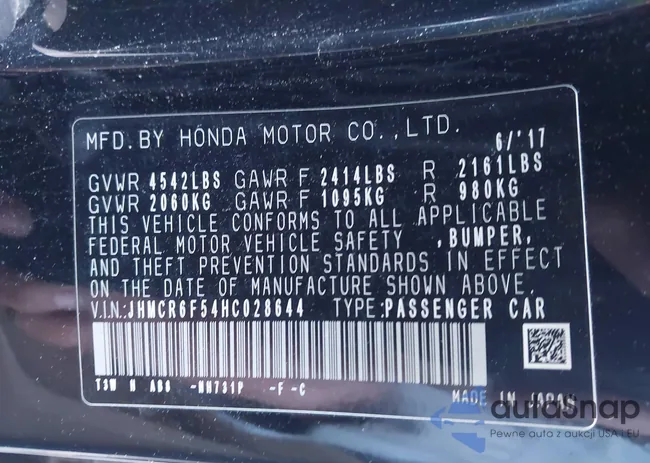 MFD. BY HONDA MOTOR CO., LTD. 6/'17
GVWR 4542LBS GAWR F 2414LBS R 2161LBS
GVWR 2060KG GAWR F 1095KG R 980KG
THIS VEHICLE CONFORMS TO ALL APPLICABLE
FEDERAL MOTOR VEHICLE SAFETY ,BUMPER,
AND THEFT PREVENTION STANDARDS IN EFFECT
ON THE DATE OF MANUFACTURE SHOWN ABOVE.
V.I.N: JHMCR6F54HC028644 TYPE: PASSENGER CAR
-NH731P -F -C
MADE IN JAPAN
autosnap
Pewne auta z aukcji USA i EU